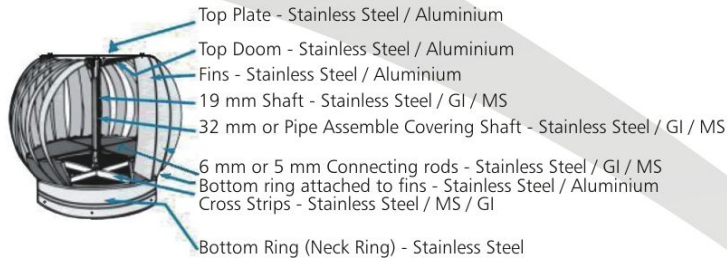 Top Plate - Stainless Steel / Aluminium
Top Doom - Stainless Steel / Aluminium
Fins - Stainless Steel / Aluminium
19 mm Shaft - Stainless Steel / GI / MS
32 mm or Pipe Assemble Covering Shaft - Stainless Steel / GI / MS
6 mm or 5 mm Connecting rods - Stainless Steel / GI / MS
Bottom ring attached to fins - Stainless Steel / Aluminium
Cross Strips - Stainless Steel / MS / GI
Bottom Ring (Neck Ring) - Stainless Steel